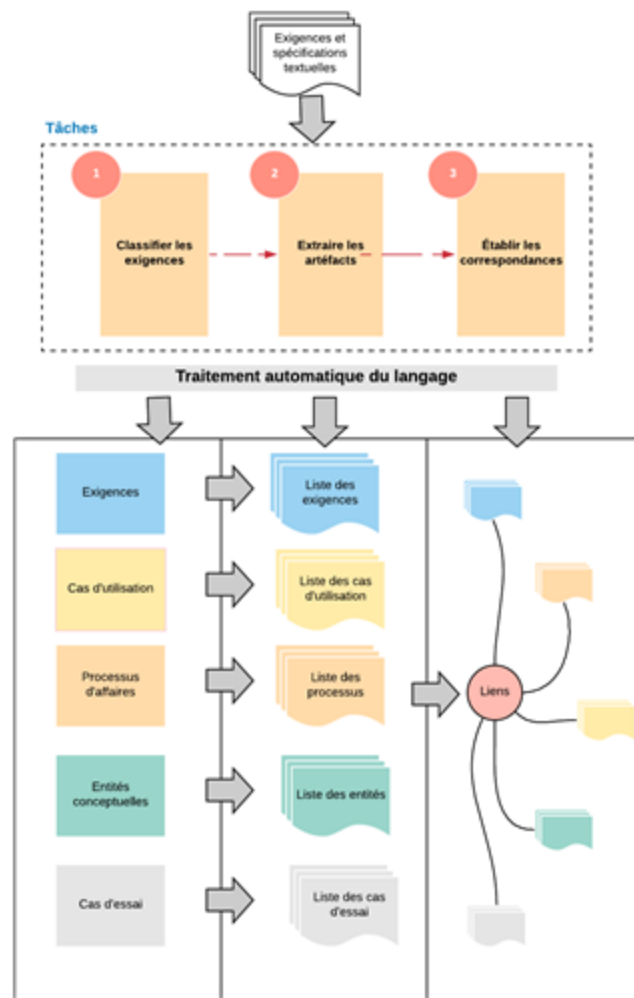 Exigences et
spécifications
textuelles
Tâches
1
2
3
Classifier les
exigences
Extraire les
artéfacts
Établir les
correspondances
Traitement automatique du langage
Exigences
Liste des
exigences
Cas d'utilisation
Liste des cas
d'utilisation
Processus
d'affaires
Liste des
processus
Liens
Entités
conceptuelles
Liste des entités
Cas d'essai
Liste des cas
d'essai